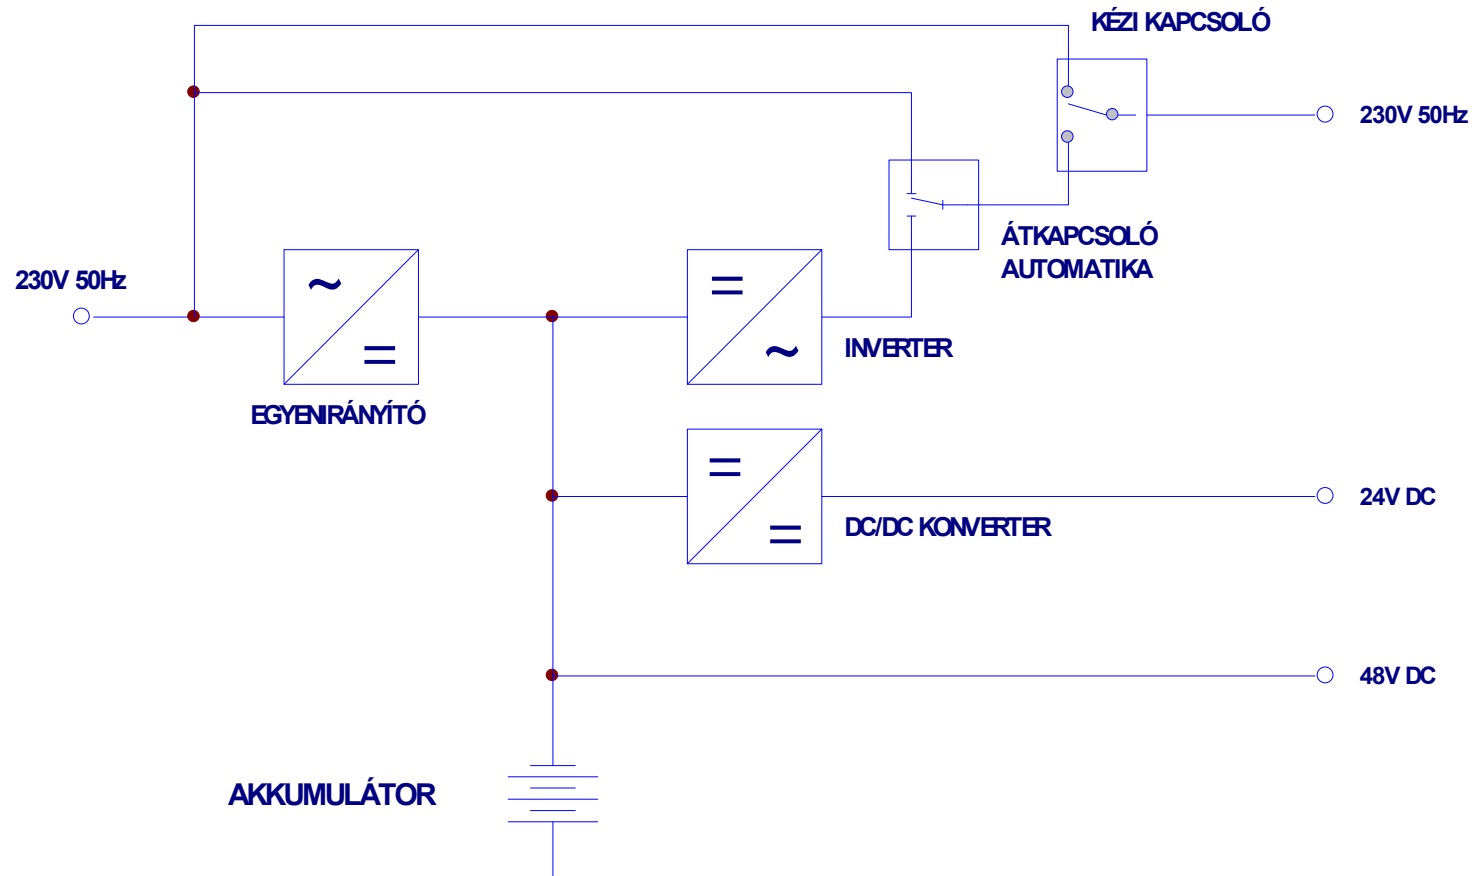 KÉZI KAPCSOLÓ
230V 50Hz
ÁTKAPCSOLÓ
AUTOMATIKA
230V 50Hz
~
=
=
~
INVERTER
EGYENIRÁNYÍTÓ
=
=
24V DC
DC/DC KONVERTER
48V DC
AKKUMULÁTOR